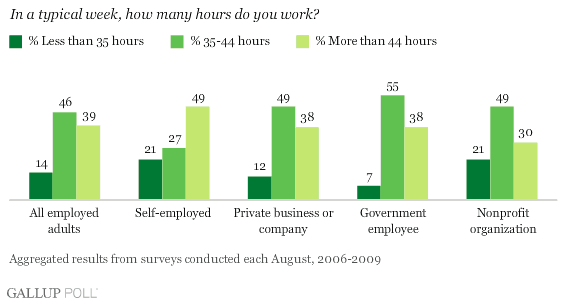 In a typical week, how many hours do you work?
% Less than 35 hours % 35-44 hours % More than 44 hours
14 46 39 21 27 49 12 49 38 7 55 38 21 49 30
All employed adults
Self-employed
Private business or company
Government employee
Nonprofit organization
Aggregated results from surveys conducted each August, 2006-2009
GALLUP POLL